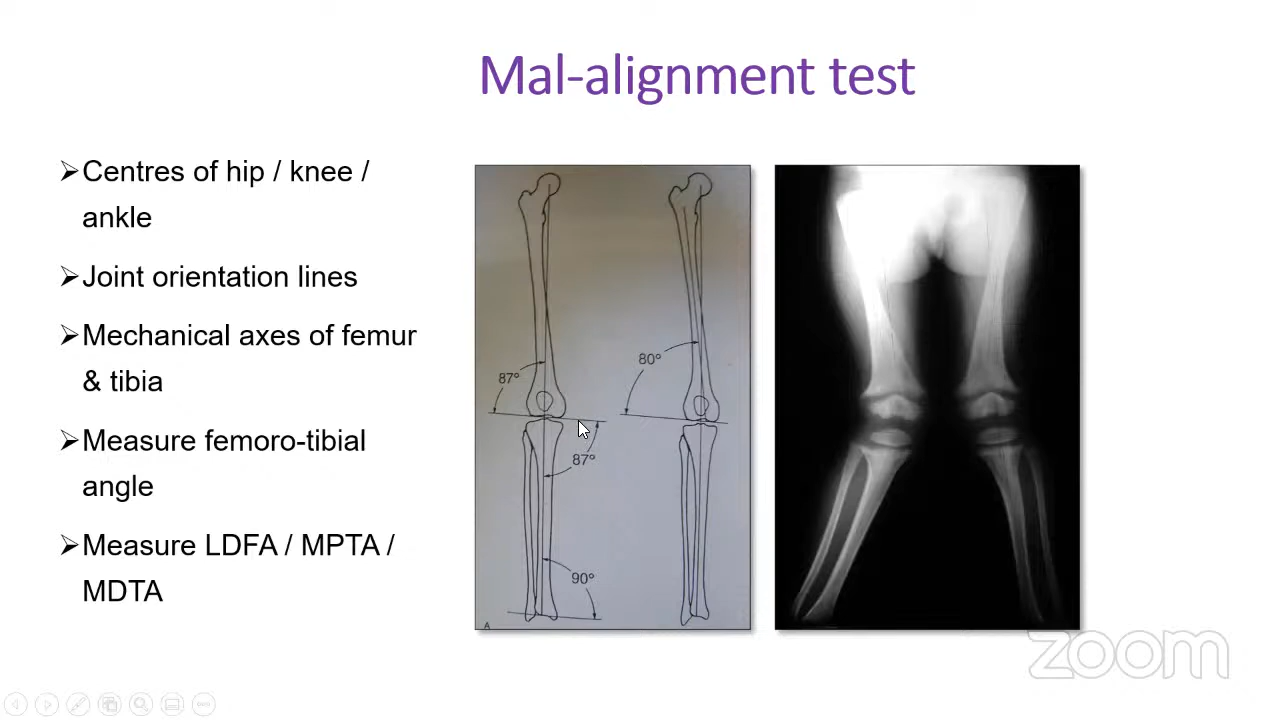 Mal-alignment test
➢Centres of hip / knee /
ankle
➢Joint orientation lines
➢Mechanical axes of femur
& tibia
➢Measure femoro-tibial
angle
➢Measure LDFA / MPTA /
MDTA
87°
80°
87°
90°
A
zoom